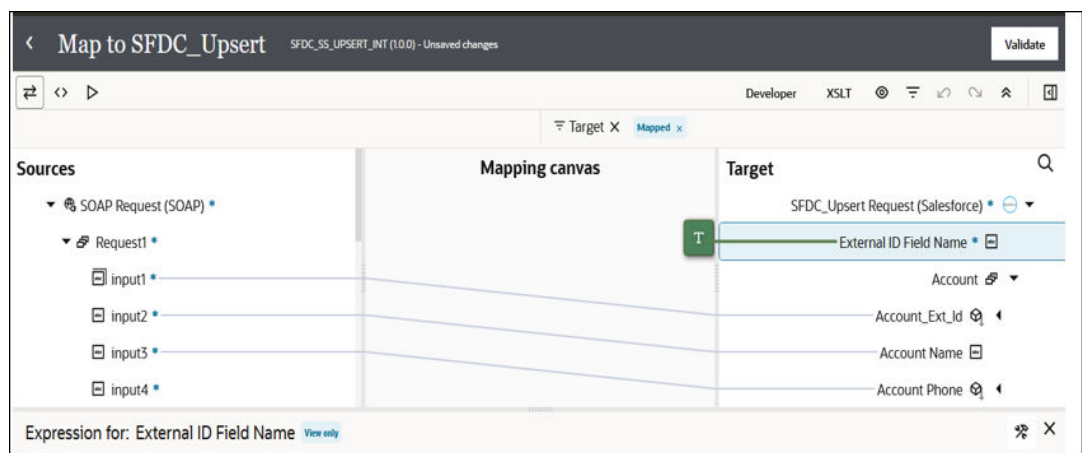 Map to SFDC_Upsert SFDC_SS_UPSERT_INT (1.0.0) - Unsaved changes Validate
Developer XSLT
Target X Mapped x
Sources Mapping canvas Target
SOAP Request (SOAP) * SFDC_Upsert Request (Salesforce) *
Request1 * T External ID Field Name *
input1 * Account
input2 * Account_Ext_Id
input3 * Account Name
input4 * Account Phone
Expression for: External ID Field Name View only